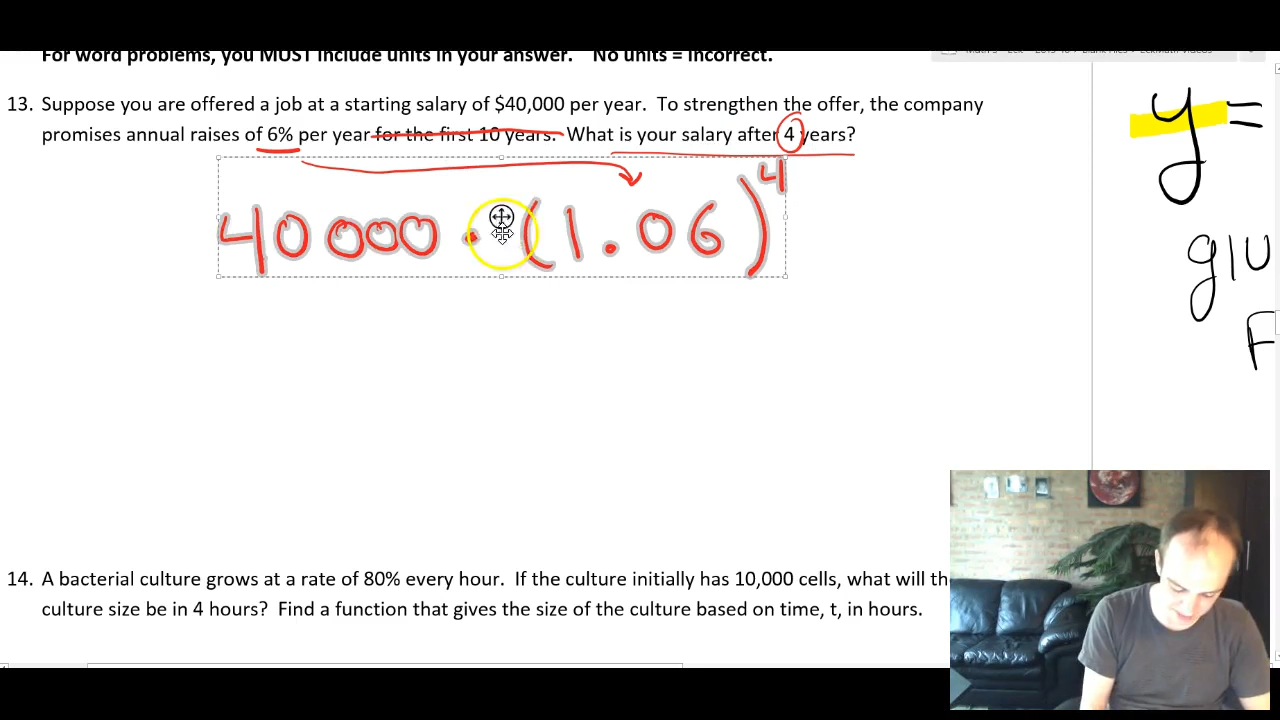 For word problems, you MUST include units in your answer. No units = Incorrect.
13. Suppose you are offered a job at a starting salary of $40,000 per year. To strengthen the offer, the company
promises annual raises of 6% per year for the first 10 years. What is your salary after 4 years?
40000 · (1.06)^4
y =
giv
F
14. A bacterial culture grows at a rate of 80% every hour. If the culture initially has 10,000 cells, what will th
culture size be in 4 hours? Find a function that gives the size of the culture based on time, t, in hours.